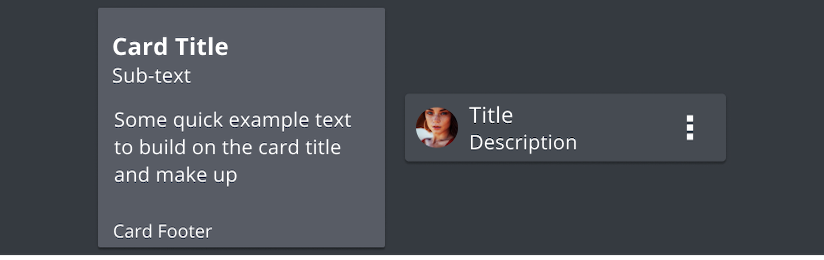 Card Title
Sub-text
Some quick example text
to build on the card title
and make up
Card Footer
Title
Description